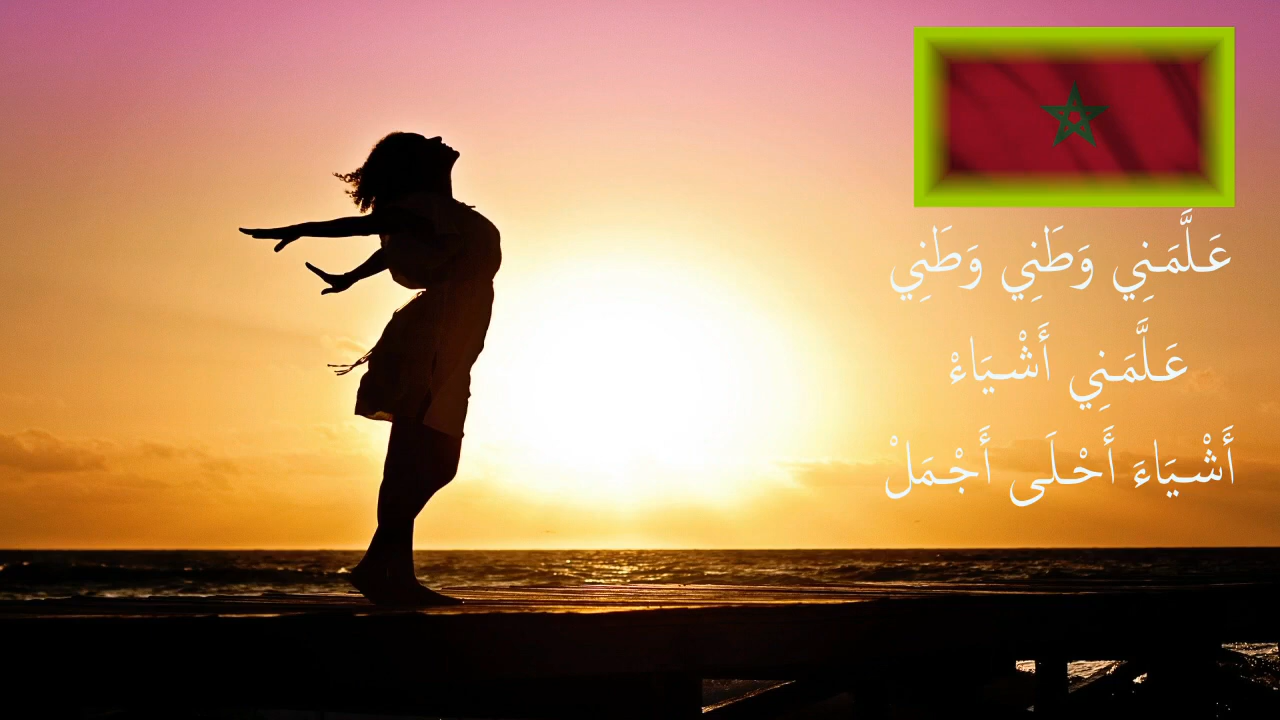 عَلَّمَنِي وَطَنِي وَطَنِي
عَلَّمَنِي أَشْيَاءْ
أَشْيَاءَ أَحْلَى أَجْمَلْ